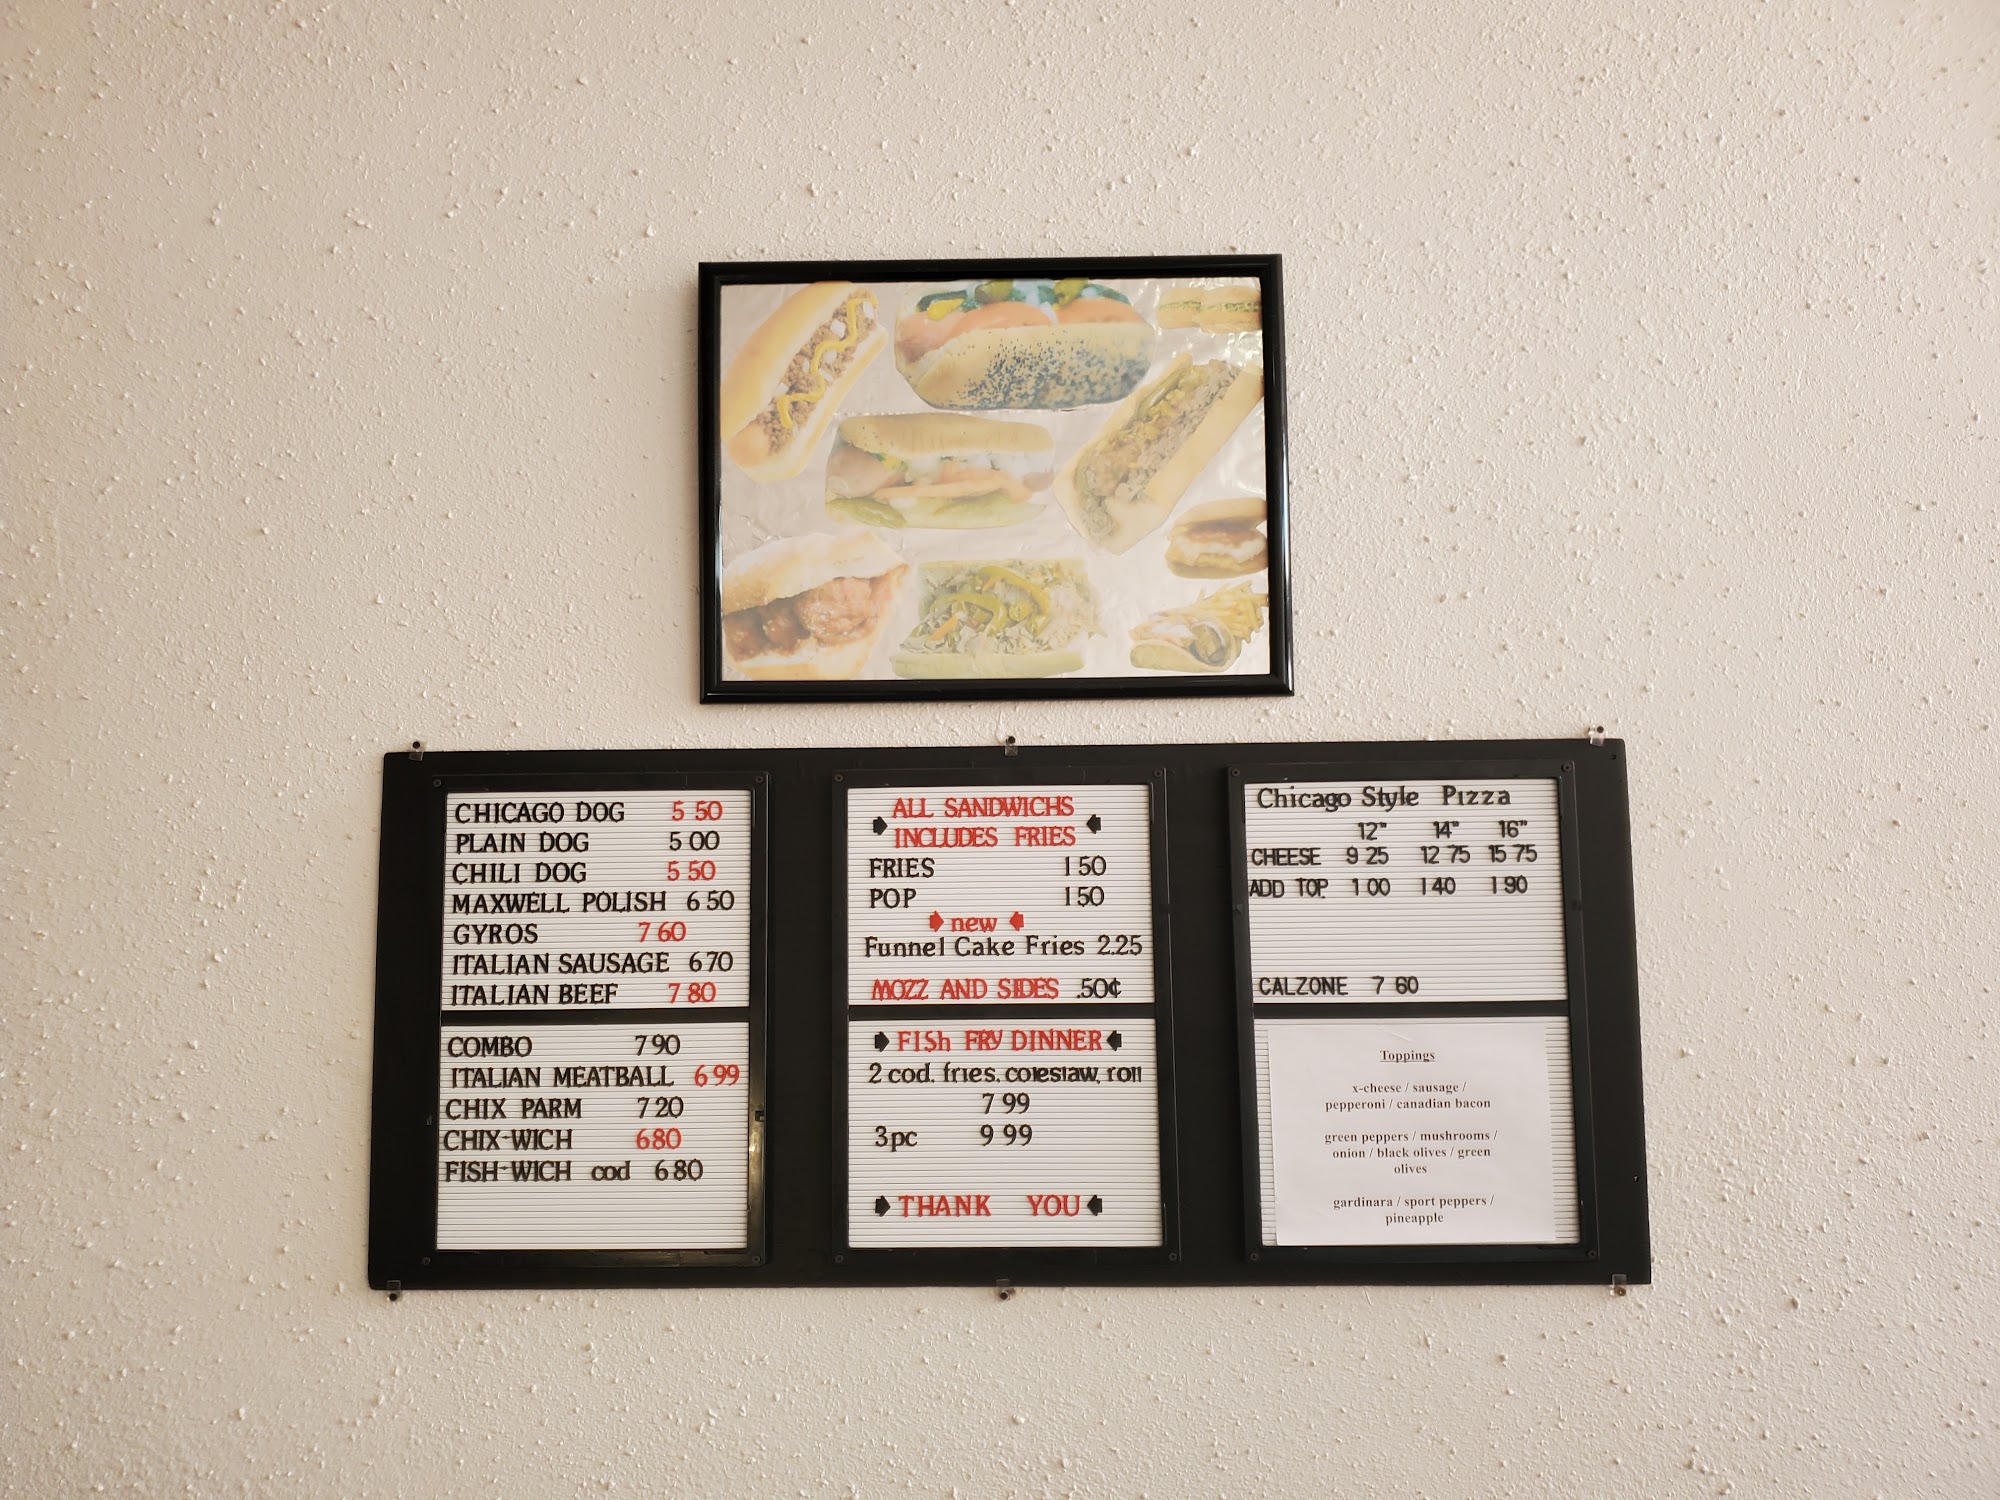 CHICAGO DOG 5 50
PLAIN DOG 5 00
CHILI DOG 5 50
MAXWELL POLISH 6 50
GYROS 7 60
ITALIAN SAUSAGE 6 70
ITALIAN BEEF 7 80
COMBO 7 90
ITALIAN MEATBALL 6 99
CHIX PARM 7 20
CHIX-WICH 6 80
FISH-WICH cod 6 80
ALL SANDWICHS
INCLUDES FRIES
FRIES 1 50
POP 1 50
new
Funnel Cake Fries 2.25
MOZZ AND SIDES .50¢
FISh FRY DINNER
2 cod. fries. coleslaw, roll
7 99
3pc 9 99
THANK YOU
Chicago Style Pizza
12" 14" 16"
CHEESE 9 25 12 75 15 75
ADD TOP. 1 00 1 40 1 90
CALZONE 7 60
Toppings
x-cheese / sausage /
pepperoni / canadian bacon
green peppers / mushrooms /
onion / black olives / green
olives
gardinara / sport peppers /
pineapple